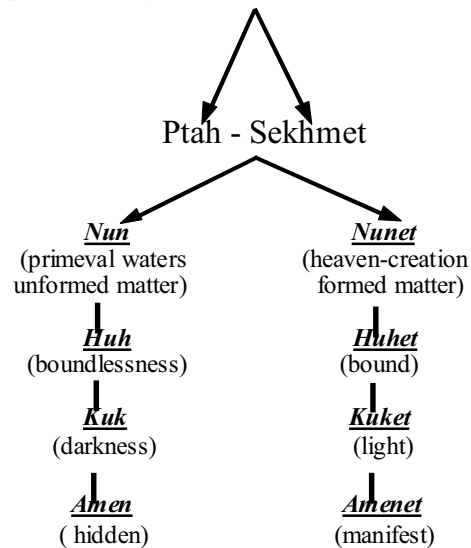 Ptah - Sekhmet
Nun
(primeval waters
unformed matter)
Nunet
(heaven-creation
formed matter)
Huh
(boundlessness)
Huhet
(bound)
Kuk
(darkness)
Kuket
(light)
Amen
( hidden)
Amenet
(manifest)